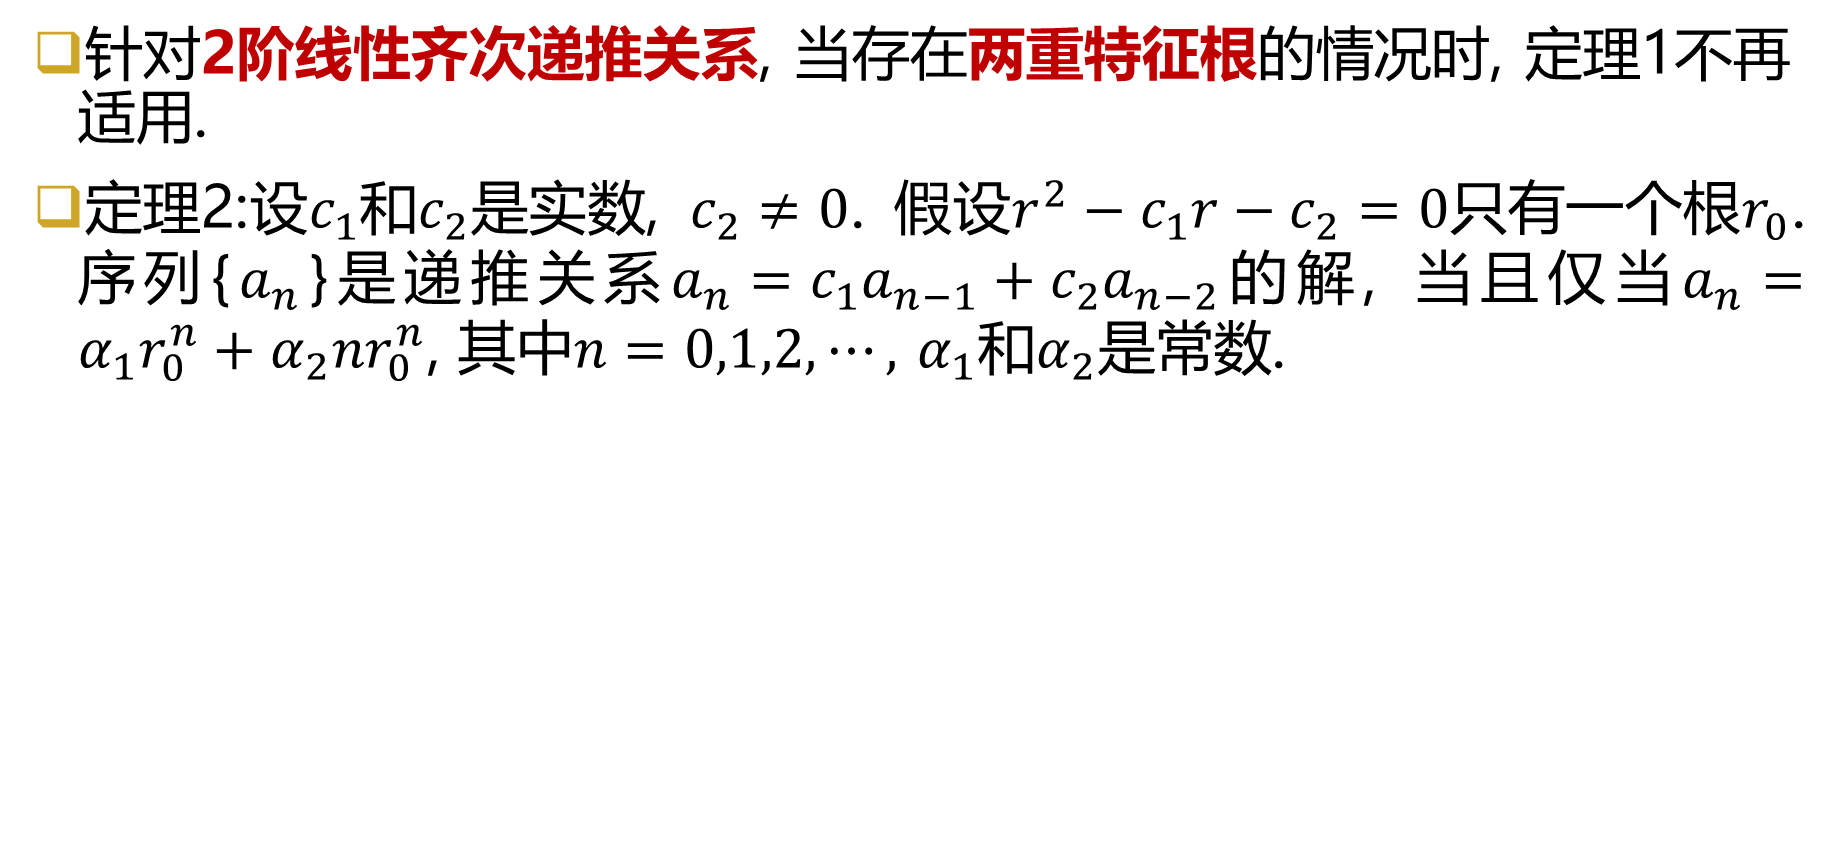 ❑针对2阶线性齐次递推关系, 当存在两重特征根的情况时, 定理1不再
适用.
❑定理2:设c₁和c₂是实数, c₂ ≠ 0. 假设r² − c₁r − c₂ = 0只有一个根r₀.
序列{aₙ}是递推关系aₙ = c₁aₙ₋₁ + c₂aₙ₋₂的解, 当且仅当aₙ =
α₁r₀ⁿ + α₂nr₀ⁿ, 其中n = 0,1,2, ⋯ , α₁和α₂是常数.